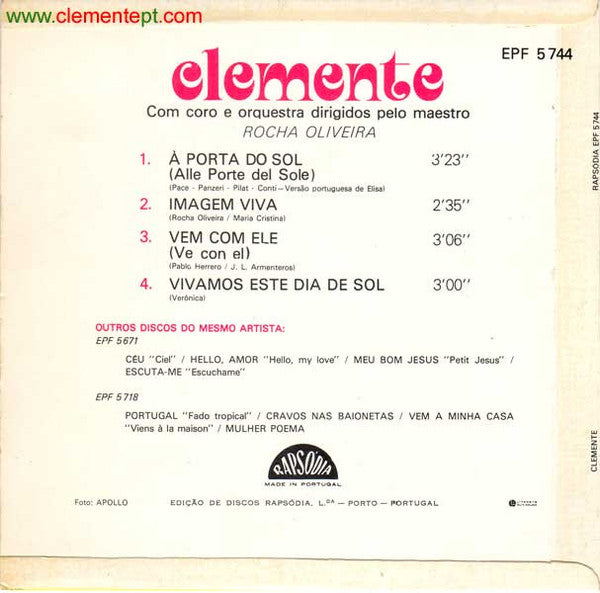 www.clementept.com
EPF 5744
clemente
Com coro e orquestra dirigidos pelo maestro
ROCHA OLIVEIRA
1. À PORTA DO SOL 3'23''
(Alle Porte del Sole)
(Pace - Panzeri - Pilat - Conti – Versão portuguesa de Elisa)
2. IMAGEM VIVA 2'35''
(Rocha Oliveira / Maria Cristina)
3. VEM COM ELE 3'06''
(Ve con el)
(Pablo Herrero / J. L. Armenteros)
4. VIVAMOS ESTE DIA DE SOL 3'00''
(Verónica)
OUTROS DISCOS DO MESMO ARTISTA:
EPF 5671
CÉU "Ciel" / HELLO, AMOR "Hello, my love" / MEU BOM JESUS "Petit Jesus" /
ESCUTA-ME "Escuchame"
EPF 5718
PORTUGAL "Fado tropical" / CRAVOS NAS BAIONETAS / VEM A MINHA CASA
"Viens à la maison" / MULHER POEMA
RAPSÓDIA
MADE IN PORTUGAL
Foto: APOLLO
EDIÇÃO DE DISCOS RAPSÓDIA, L.DA – PORTO – PORTUGAL
RAPSÓDIA EPF 5744
CLEMENTE